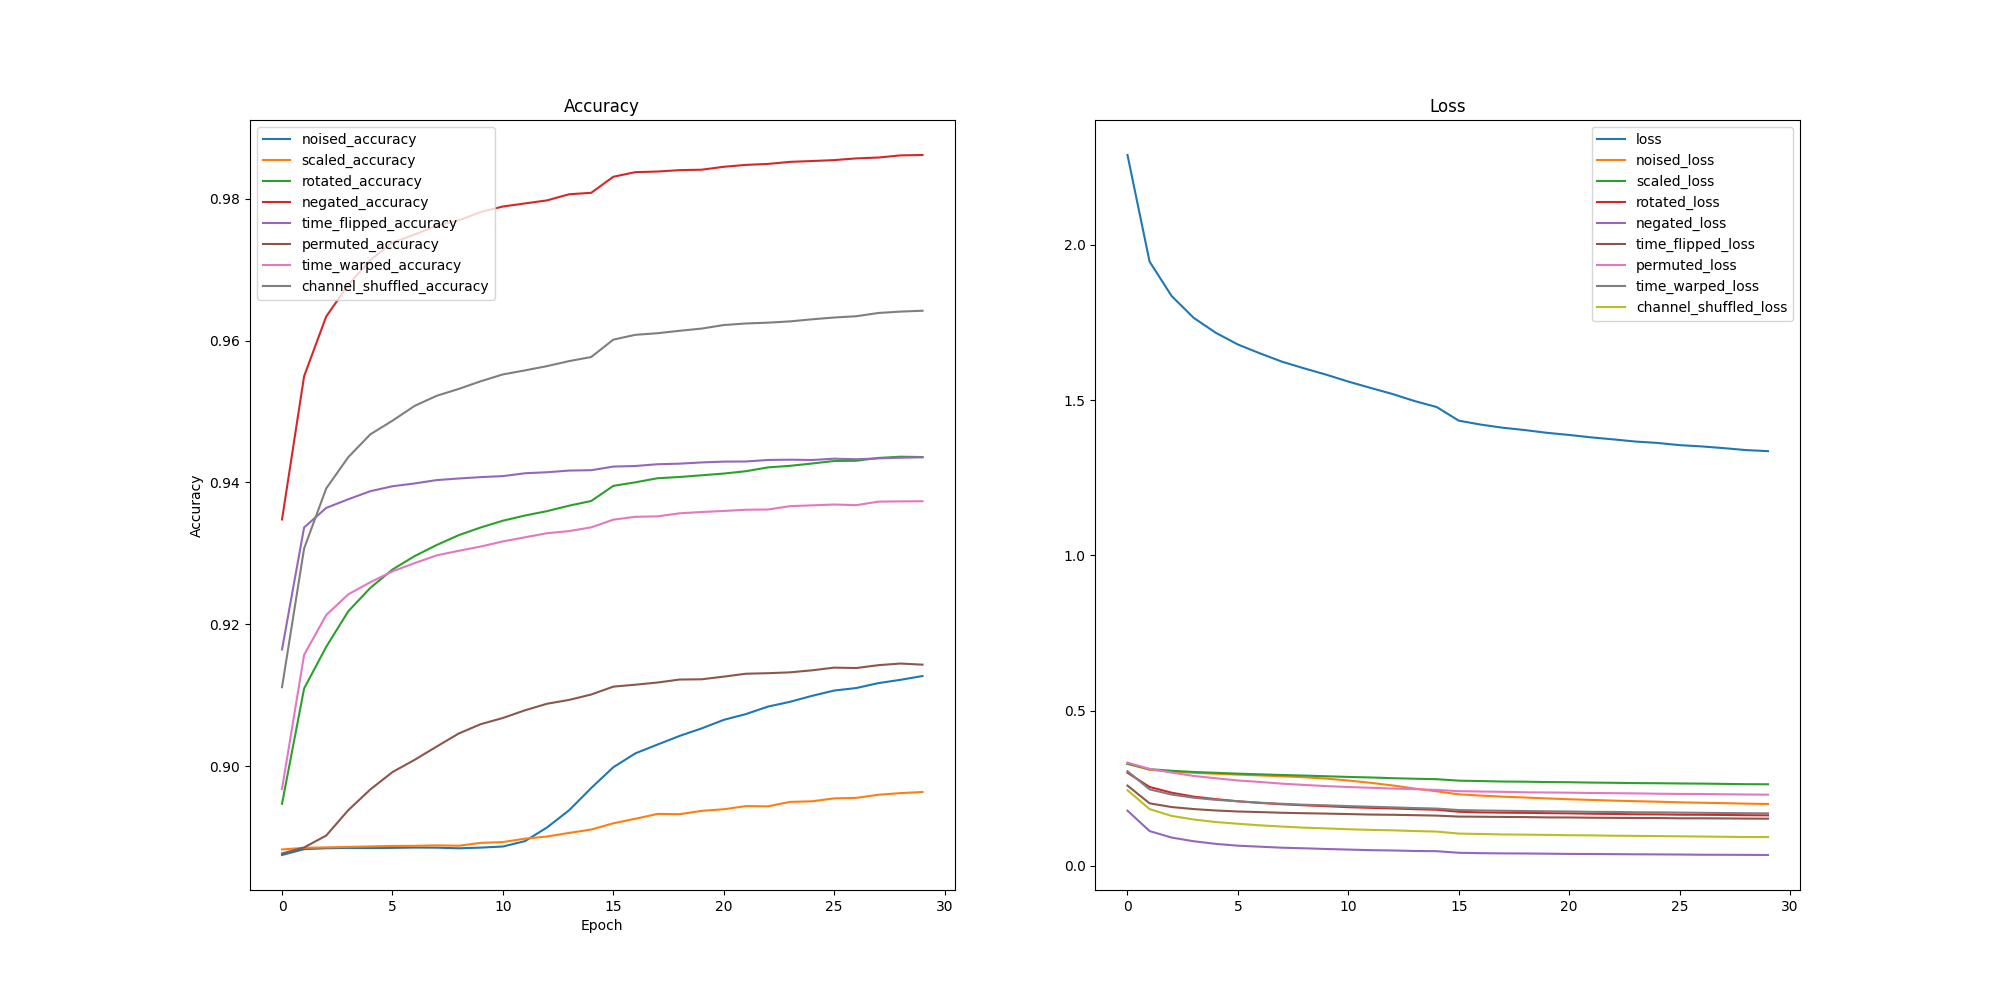 Accuracy
noised_accuracy
scaled_accuracy
rotated_accuracy
negated_accuracy
time_flipped_accuracy
permuted_accuracy
time_warped_accuracy
channel_shuffled_accuracy
0.98
0.96
0.94
0.92
0.90
Accuracy
0 5 10 15 20 25 30
Epoch
Loss
loss
noised_loss
scaled_loss
rotated_loss
negated_loss
time_flipped_loss
permuted_loss
time_warped_loss
channel_shuffled_loss
2.0
1.5
1.0
0.5
0.0
0 5 10 15 20 25 30